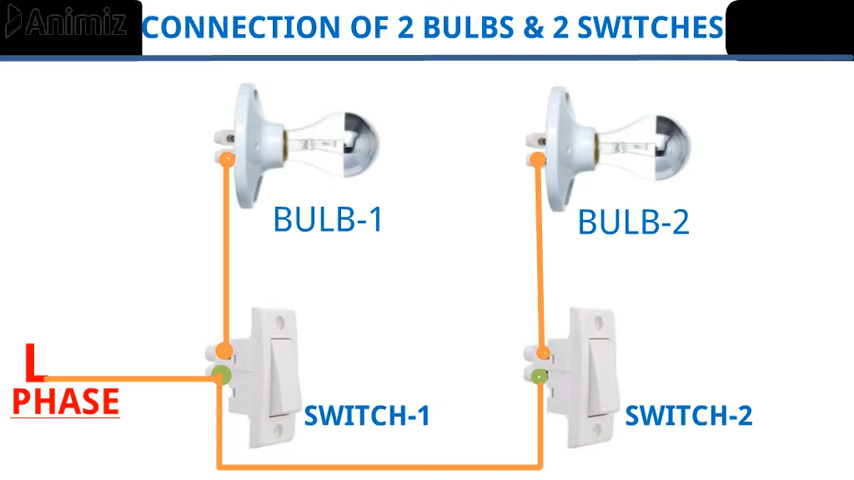 Animiz
CONNECTION OF 2 BULBS & 2 SWITCHES
BULB-1
BULB-2
L
PHASE
SWITCH-1
SWITCH-2